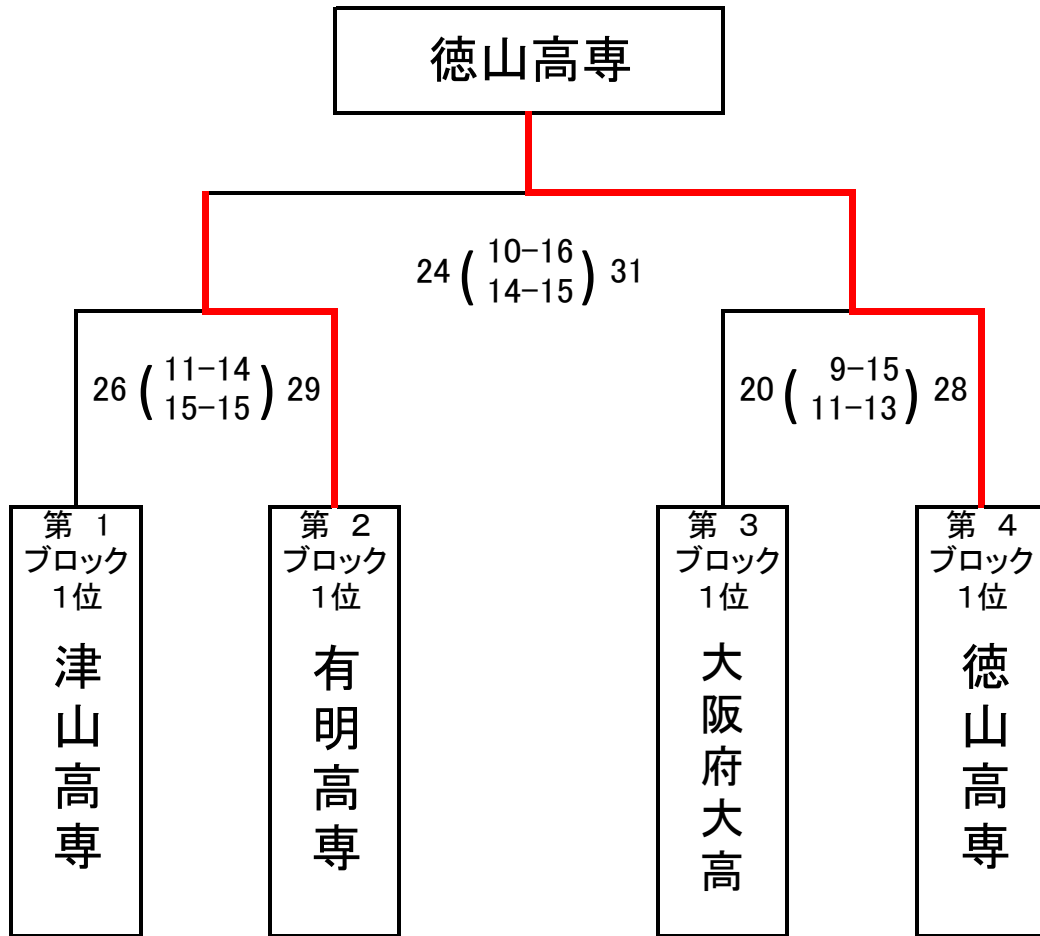 徳山高専
24 ( 10-16 14-15 ) 31
26 ( 11-14 15-15 ) 29
20 ( 9-15 11-13 ) 28
第 1
ブロック
1位
津山高専
第 2
ブロック
1位
有明高専
第 3
ブロック
1位
大阪府大高
第 4
ブロック
1位
徳山高専